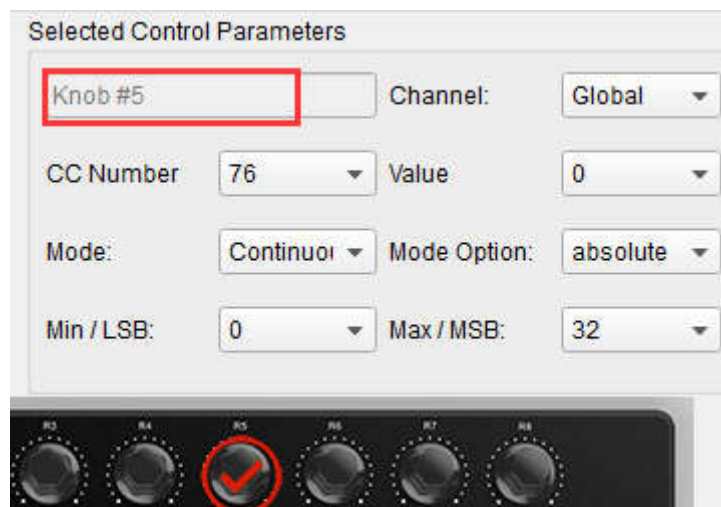 Selected Control Parameters
Knob #5 Channel: Global
CC Number 76 Value 0
Mode: Continuo Mode Option: absolute
Min / LSB: 0 Max / MSB: 32
R3 R4 R5 R6 R7 R8